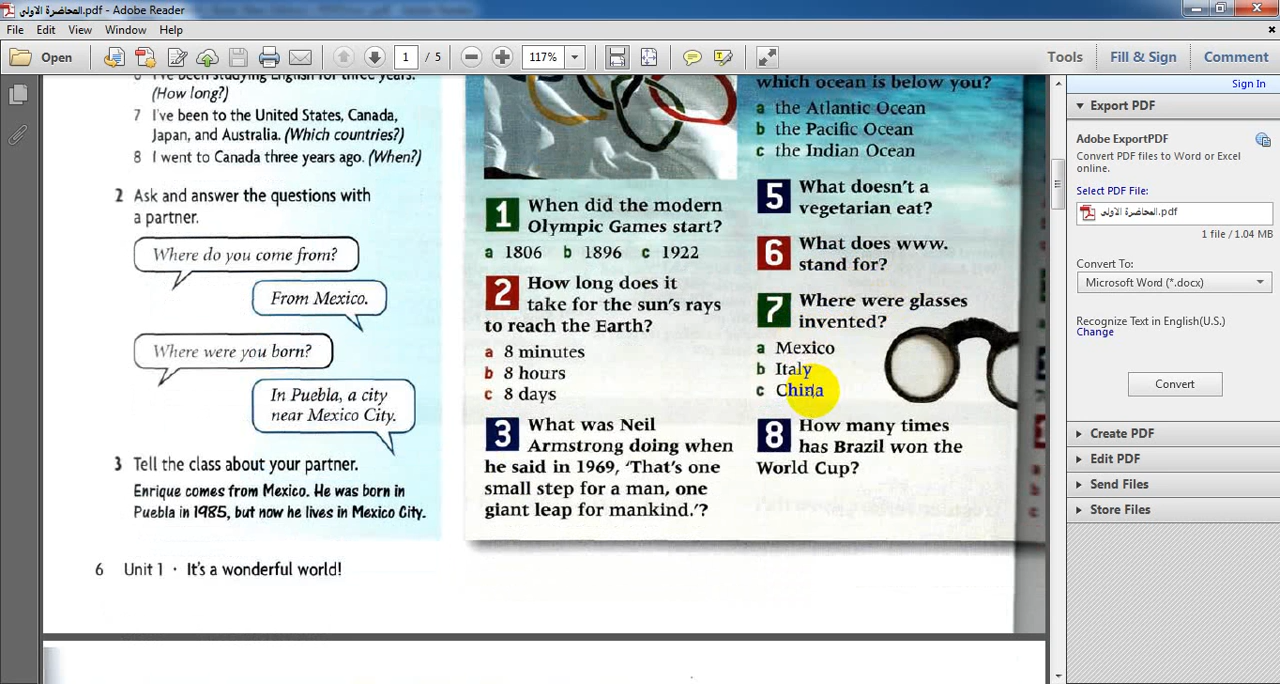 المحاضرة الاولى.pdf - Adobe Reader
File Edit View Window Help
Open
1 / 5
117%
Tools
Fill & Sign
Comment
(How long?)
7 I've been to the United States, Canada,
Japan, and Australia. (Which countries?)
8 I went to Canada three years ago. (When?)
2 Ask and answer the questions with
a partner.
Where do you come from?
From Mexico.
Where were you born?
In Puebla, a city
near Mexico City.
3 Tell the class about your partner.
Enrique comes from Mexico. He was born in
Puebla in 1985, but now he lives in Mexico City.
6 Unit 1 · It's a wonderful world!
1 When did the modern
Olympic Games start?
a 1806 b 1896 c 1922
2 How long does it
take for the sun's rays
to reach the Earth?
a 8 minutes
b 8 hours
c 8 days
3 What was Neil
Armstrong doing when
he said in 1969, 'That's one
small step for a man, one
giant leap for mankind.'?
which ocean is below you?
a the Atlantic Ocean
b the Pacific Ocean
c the Indian Ocean
5 What doesn't a
vegetarian eat?
6 What does www.
stand for?
7 Where were glasses
invented?
a Mexico
b Italy
c China
8 How many times
has Brazil won the
World Cup?
Sign In
Export PDF
Adobe ExportPDF
Convert PDF files to Word or Excel
online.
Select PDF File:
المحاضرة الاولى.pdf
1 file / 1.04 MB
Convert To:
Microsoft Word (*.docx)
Recognize Text in English(U.S.)
Change
Convert
Create PDF
Edit PDF
Send Files
Store Files